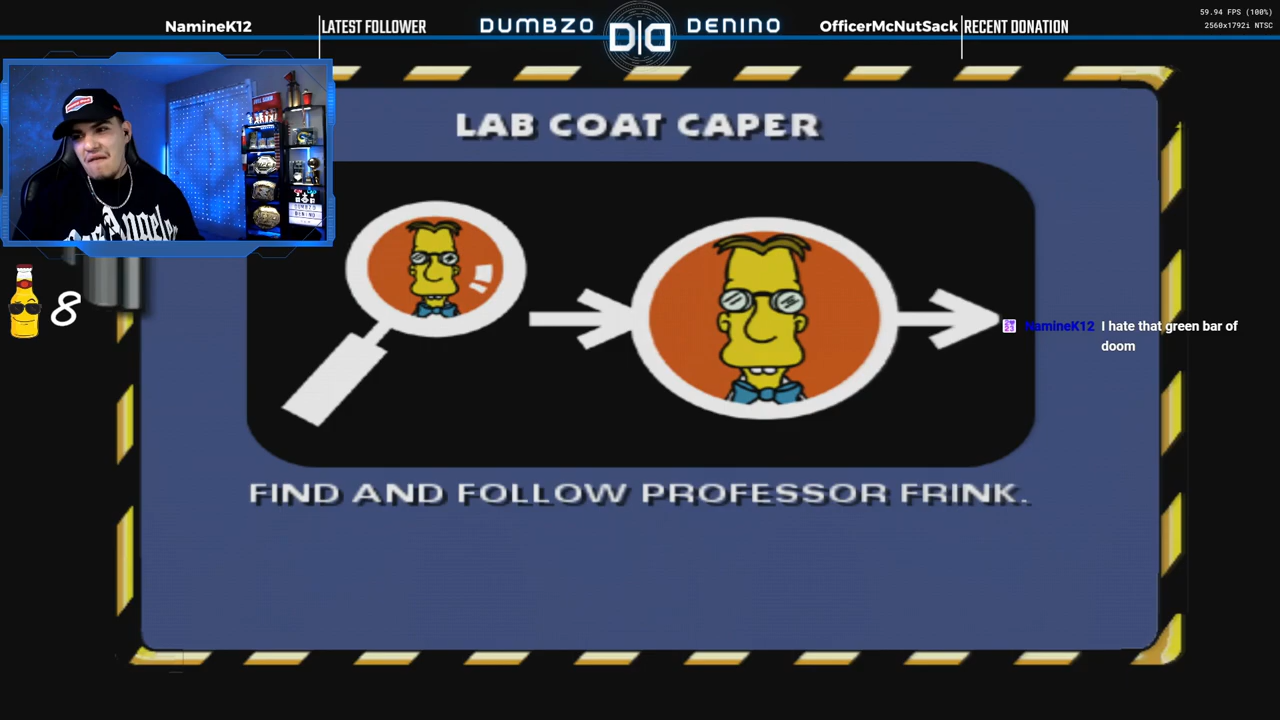 NamineK12 LATEST FOLLOWER DUMBZO D|D DENINO OfficerMcNutSack RECENT DONATION
59.94 FPS (100%)
2560x1792i NTSC
LAB COAT CAPER
8
NamineK12 I hate that green bar of
doom
FIND AND FOLLOW PROFESSOR FRINK.